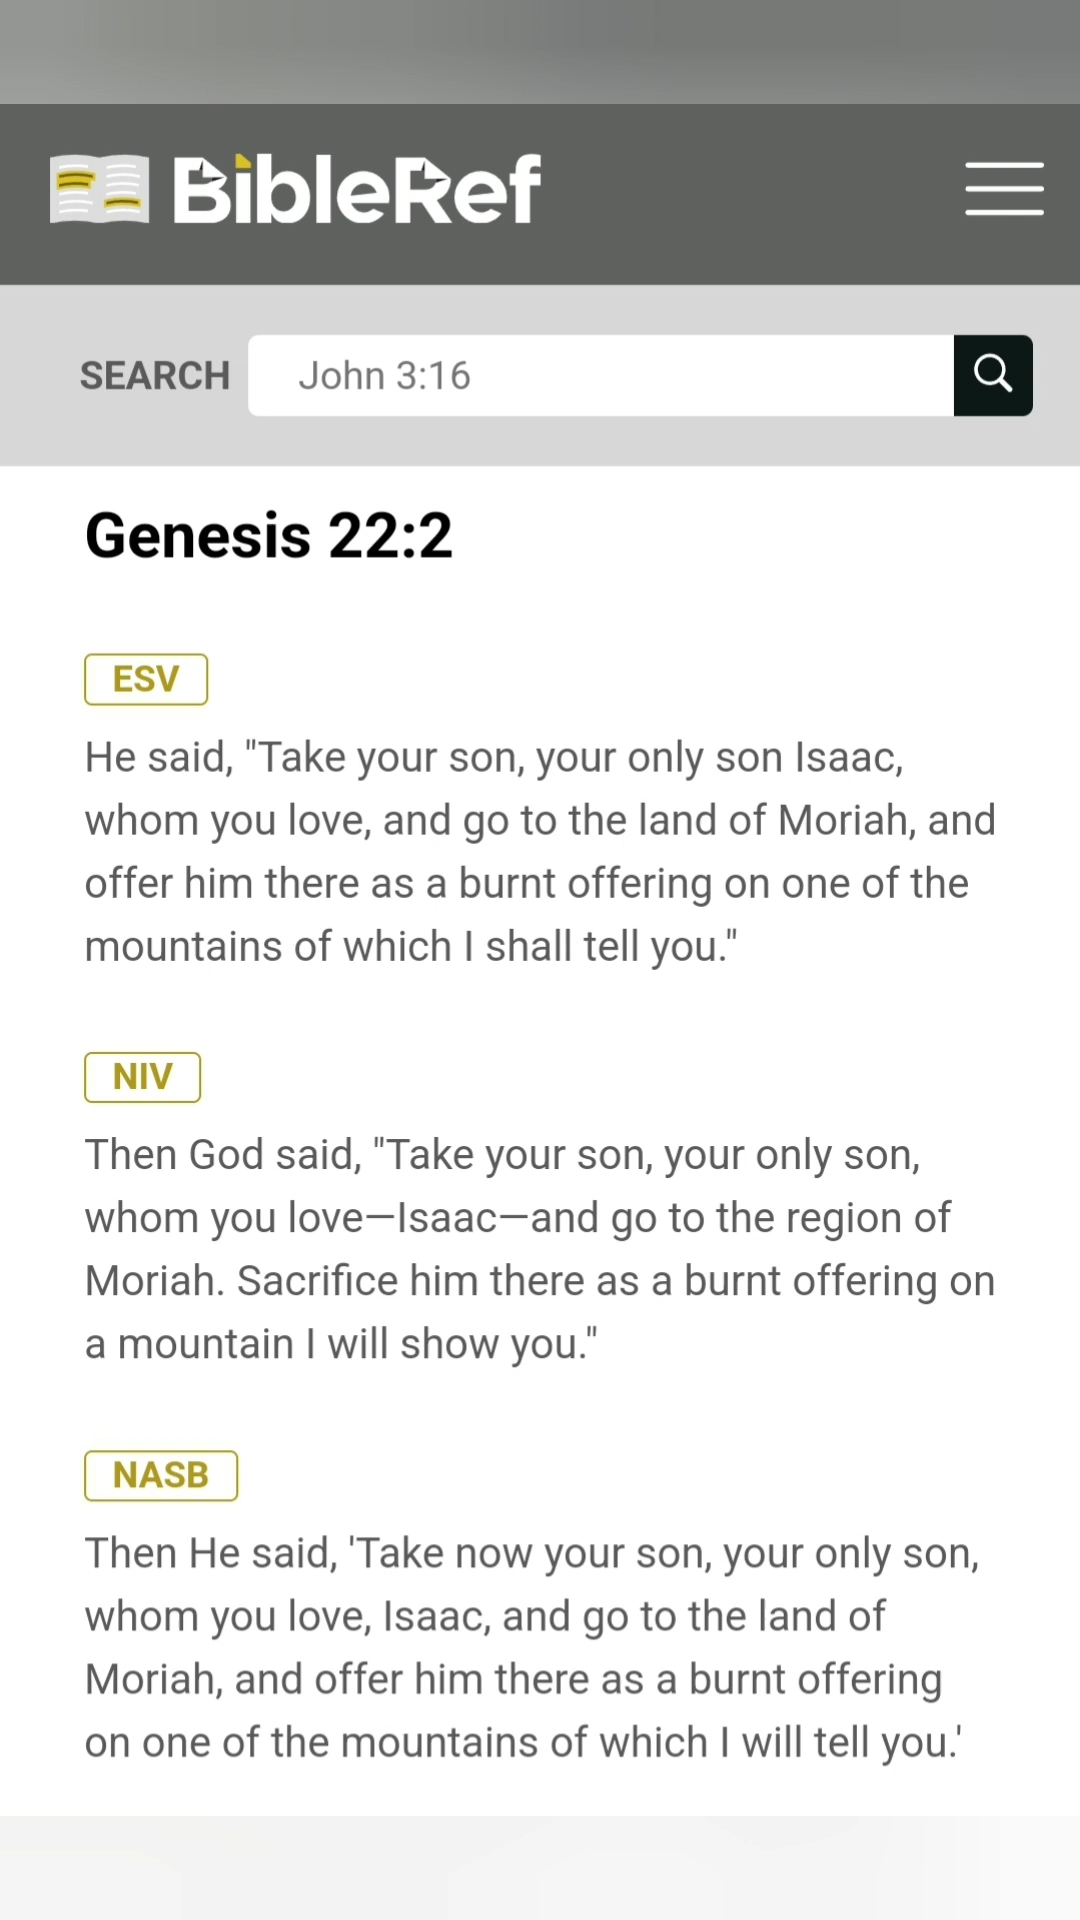 BibleRef
SEARCH
John 3:16
Genesis 22:2
ESV
He said, "Take your son, your only son Isaac,
whom you love, and go to the land of Moriah, and
offer him there as a burnt offering on one of the
mountains of which I shall tell you."
NIV
Then God said, "Take your son, your only son,
whom you love—Isaac—and go to the region of
Moriah. Sacrifice him there as a burnt offering on
a mountain I will show you."
NASB
Then He said, 'Take now your son, your only son,
whom you love, Isaac, and go to the land of
Moriah, and offer him there as a burnt offering
on one of the mountains of which I will tell you.'